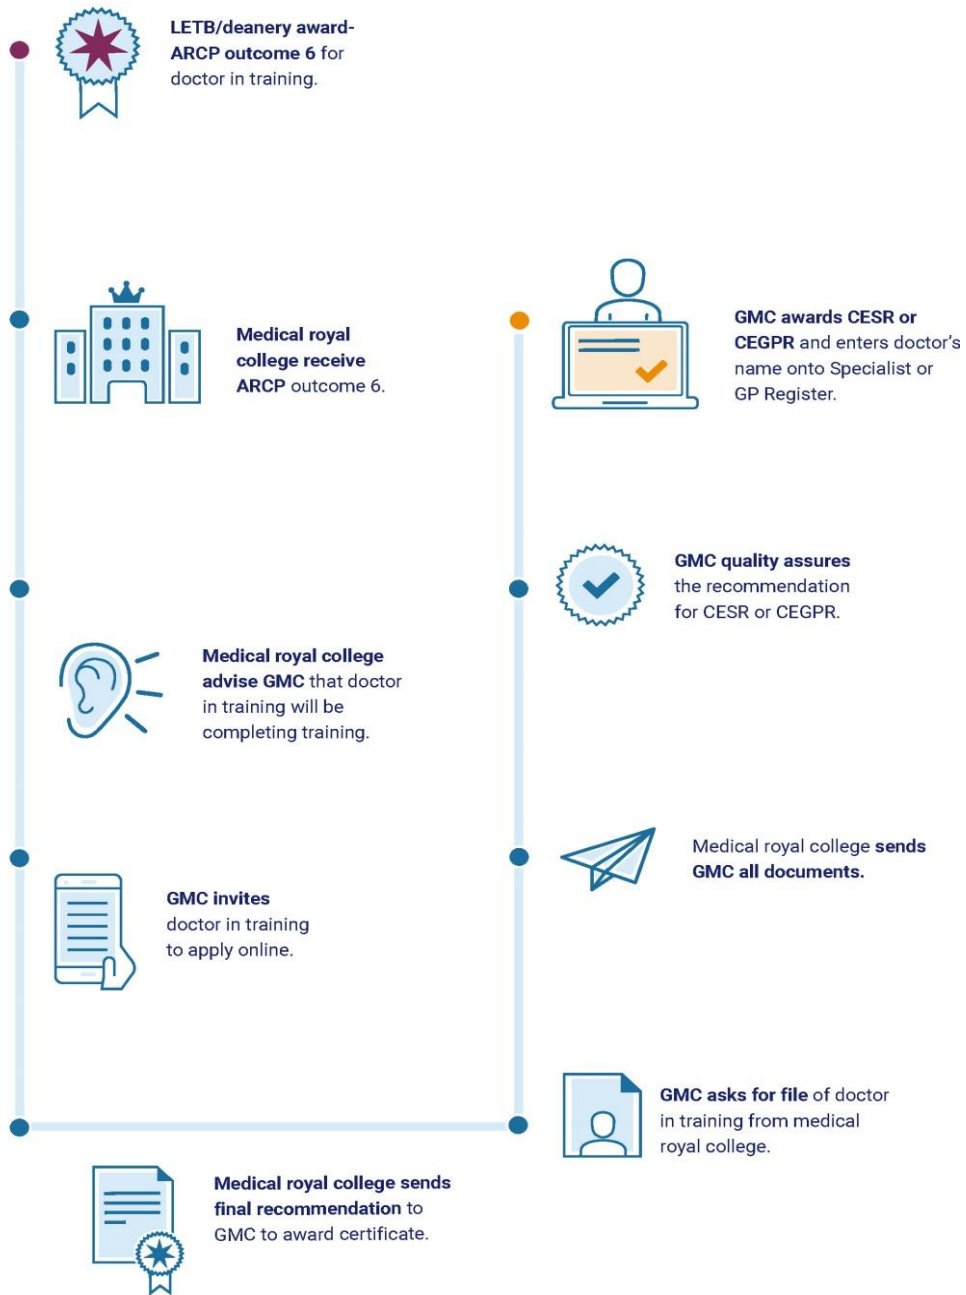 LETB/deanery award-
ARCP outcome 6 for
doctor in training.
Medical royal
college receive
ARCP outcome 6.
Medical royal college
advise GMC that doctor
in training will be
completing training.
GMC invites
doctor in training
to apply online.
Medical royal college sends
final recommendation to
GMC to award certificate.
GMC asks for file of doctor
in training from medical
royal college.
Medical royal college sends
GMC all documents.
GMC quality assures
the recommendation
for CESR or CEGPR.
GMC awards CESR or
CEGPR and enters doctor's
name onto Specialist or
GP Register.